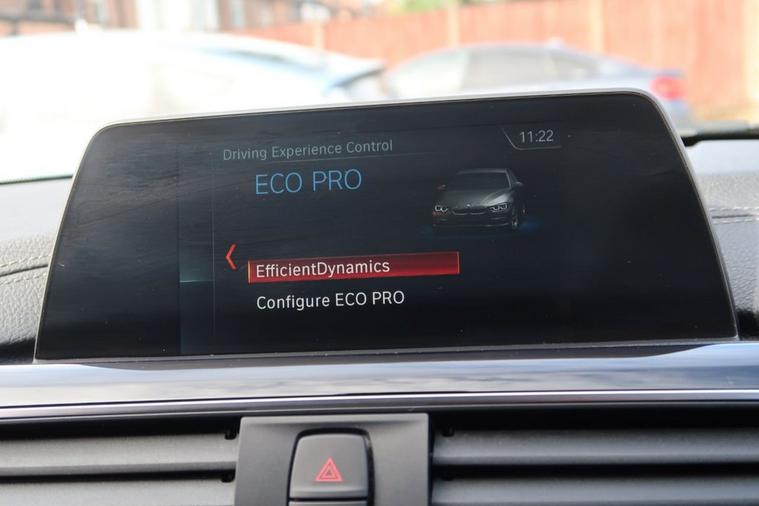 Driving Experience Control
11:22
ECO PRO
EfficientDynamics
Configure ECO PRO